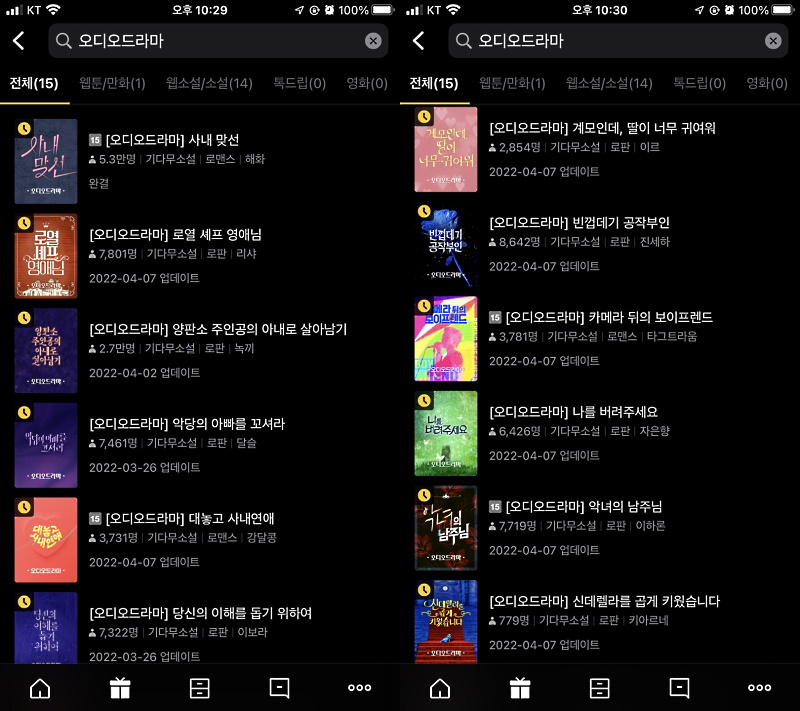 KT 오후 10:29 100%
오디오드라마
전체(15) 웹툰/만화(1) 웹소설/소설(14) 톡드립(0) 영화(0)
사내
맞선
·오디오드라마·
15 [오디오드라마] 사내 맞선
5.3만명 | 기다무소설 | 로맨스 | 해화
완결
로열
셰프
영애님
·오디오드라마·
[오디오드라마] 로열 셰프 영애님
7,801명 | 기다무소설 | 로판 | 리샤
2022-04-07 업데이트
양판소
주인공의
아내로
살아남기
·오디오드라마·
[오디오드라마] 양판소 주인공의 아내로 살아남기
2.7만명 | 기다무소설 | 로판 | 녹끼
2022-04-02 업데이트
악당의 아빠를
꼬셔라
·오디오드라마·
[오디오드라마] 악당의 아빠를 꼬셔라
7,461명 | 기다무소설 | 로판 | 달슬
2022-03-26 업데이트
대놓고
사내연애
·오디오드라마·
15 [오디오드라마] 대놓고 사내연애
3,731명 | 기다무소설 | 로맨스 | 강달콩
2022-04-07 업데이트
당신의
이해를
돕기
위하여
[오디오드라마] 당신의 이해를 돕기 위하여
7,322명 | 기다무소설 | 로판 | 이보라
2022-03-26 업데이트
KT 오후 10:30 100%
오디오드라마
전체(15) 웹툰/만화(1) 웹소설/소설(14) 톡드립(0) 영화(0)
계모인데,
딸이
너무 귀여워
·오디오드라마·
[오디오드라마] 계모인데, 딸이 너무 귀여워
2,854명 | 기다무소설 | 로판 | 이르
2022-04-07 업데이트
빈껍데기
공작부인
·오디오드라마·
[오디오드라마] 빈껍데기 공작부인
8,642명 | 기다무소설 | 로판 | 진세하
2022-04-07 업데이트
카메라 뒤의
보이프렌드
·오디오드라마·
15 [오디오드라마] 카메라 뒤의 보이프렌드
3,781명 | 기다무소설 | 로맨스 | 타그트라움
2022-04-07 업데이트
나를
버려주세요
·오디오드라마·
[오디오드라마] 나를 버려주세요
6,426명 | 기다무소설 | 로판 | 자은향
2022-04-07 업데이트
악녀의
남주님
·오디오드라마·
15 [오디오드라마] 악녀의 남주님
7,719명 | 기다무소설 | 로판 | 이하론
2022-04-07 업데이트
신데렐라를
곱게
키웠습니다
·오디오드라마·
[오디오드라마] 신데렐라를 곱게 키웠습니다
779명 | 기다무소설 | 로판 | 키아르네
2022-04-07 업데이트